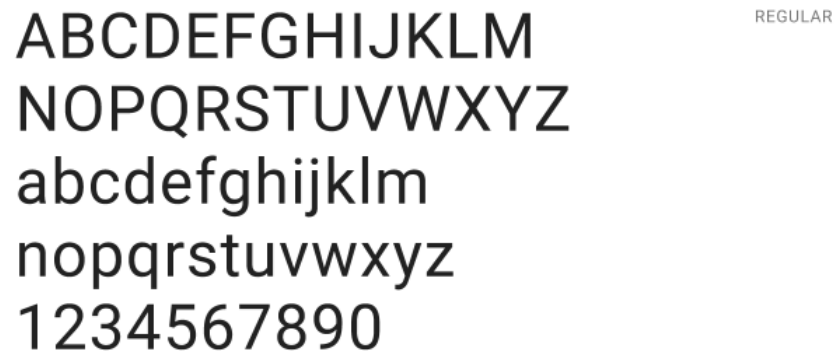 ABCDEFGHIJKLM
REGULAR
NOPQRSTUVWXYZ
abcdefghijklm
nopqrstuvwxyz
1234567890